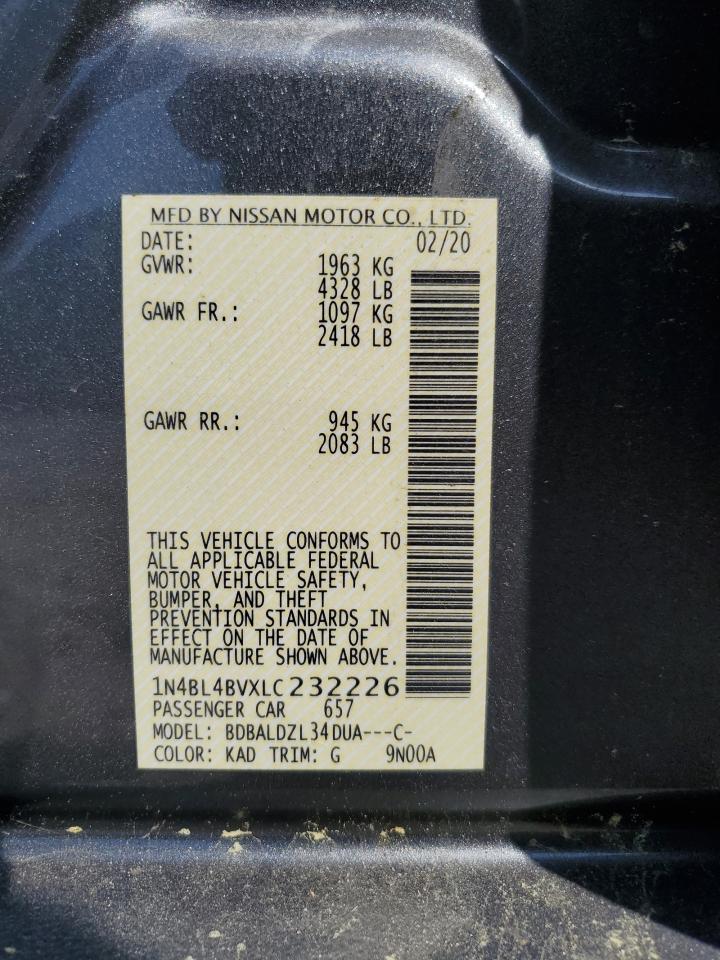 MFD BY NISSAN MOTOR CO., LTD.
DATE: 02/20
GVWR: 1963 KG
4328 LB
GAWR FR.: 1097 KG
2418 LB
GAWR RR.: 945 KG
2083 LB
THIS VEHICLE CONFORMS TO
ALL APPLICABLE FEDERAL
MOTOR VEHICLE SAFETY,
BUMPER, AND THEFT
PREVENTION STANDARDS IN
EFFECT ON THE DATE OF
MANUFACTURE SHOWN ABOVE.
1N4BL4BVXLC232226
PASSENGER CAR 657
MODEL: BDBALDZL34DUA---C-
COLOR: KAD TRIM: G 9N00A